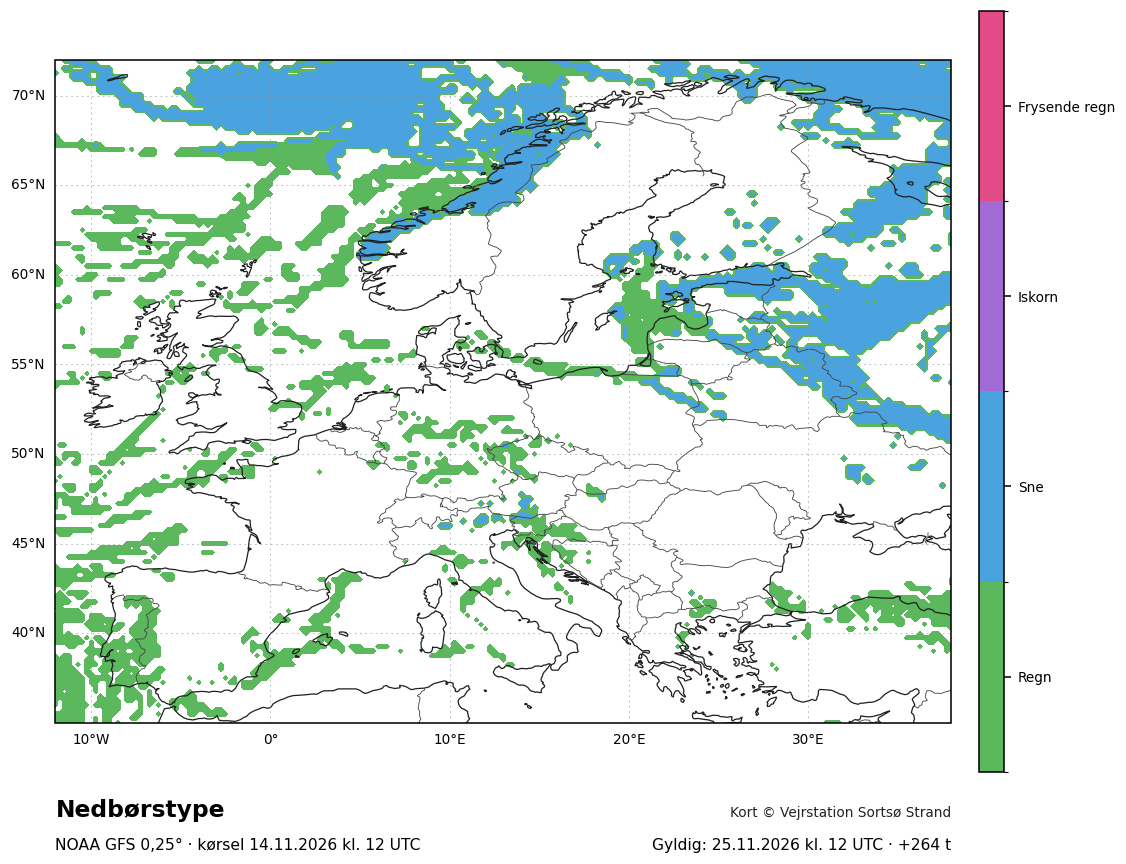 Frysende regn
Iskorn
Sne
Regn
70°N
65°N
60°N
55°N
50°N
45°N
40°N
10°W
0°
10°E
20°E
30°E
Nedbørstype
Kort © Vejrstation Sortsø Strand
NOAA GFS 0,25° · kørsel 14.11.2026 kl. 12 UTC
Gyldig: 25.11.2026 kl. 12 UTC · +264 t